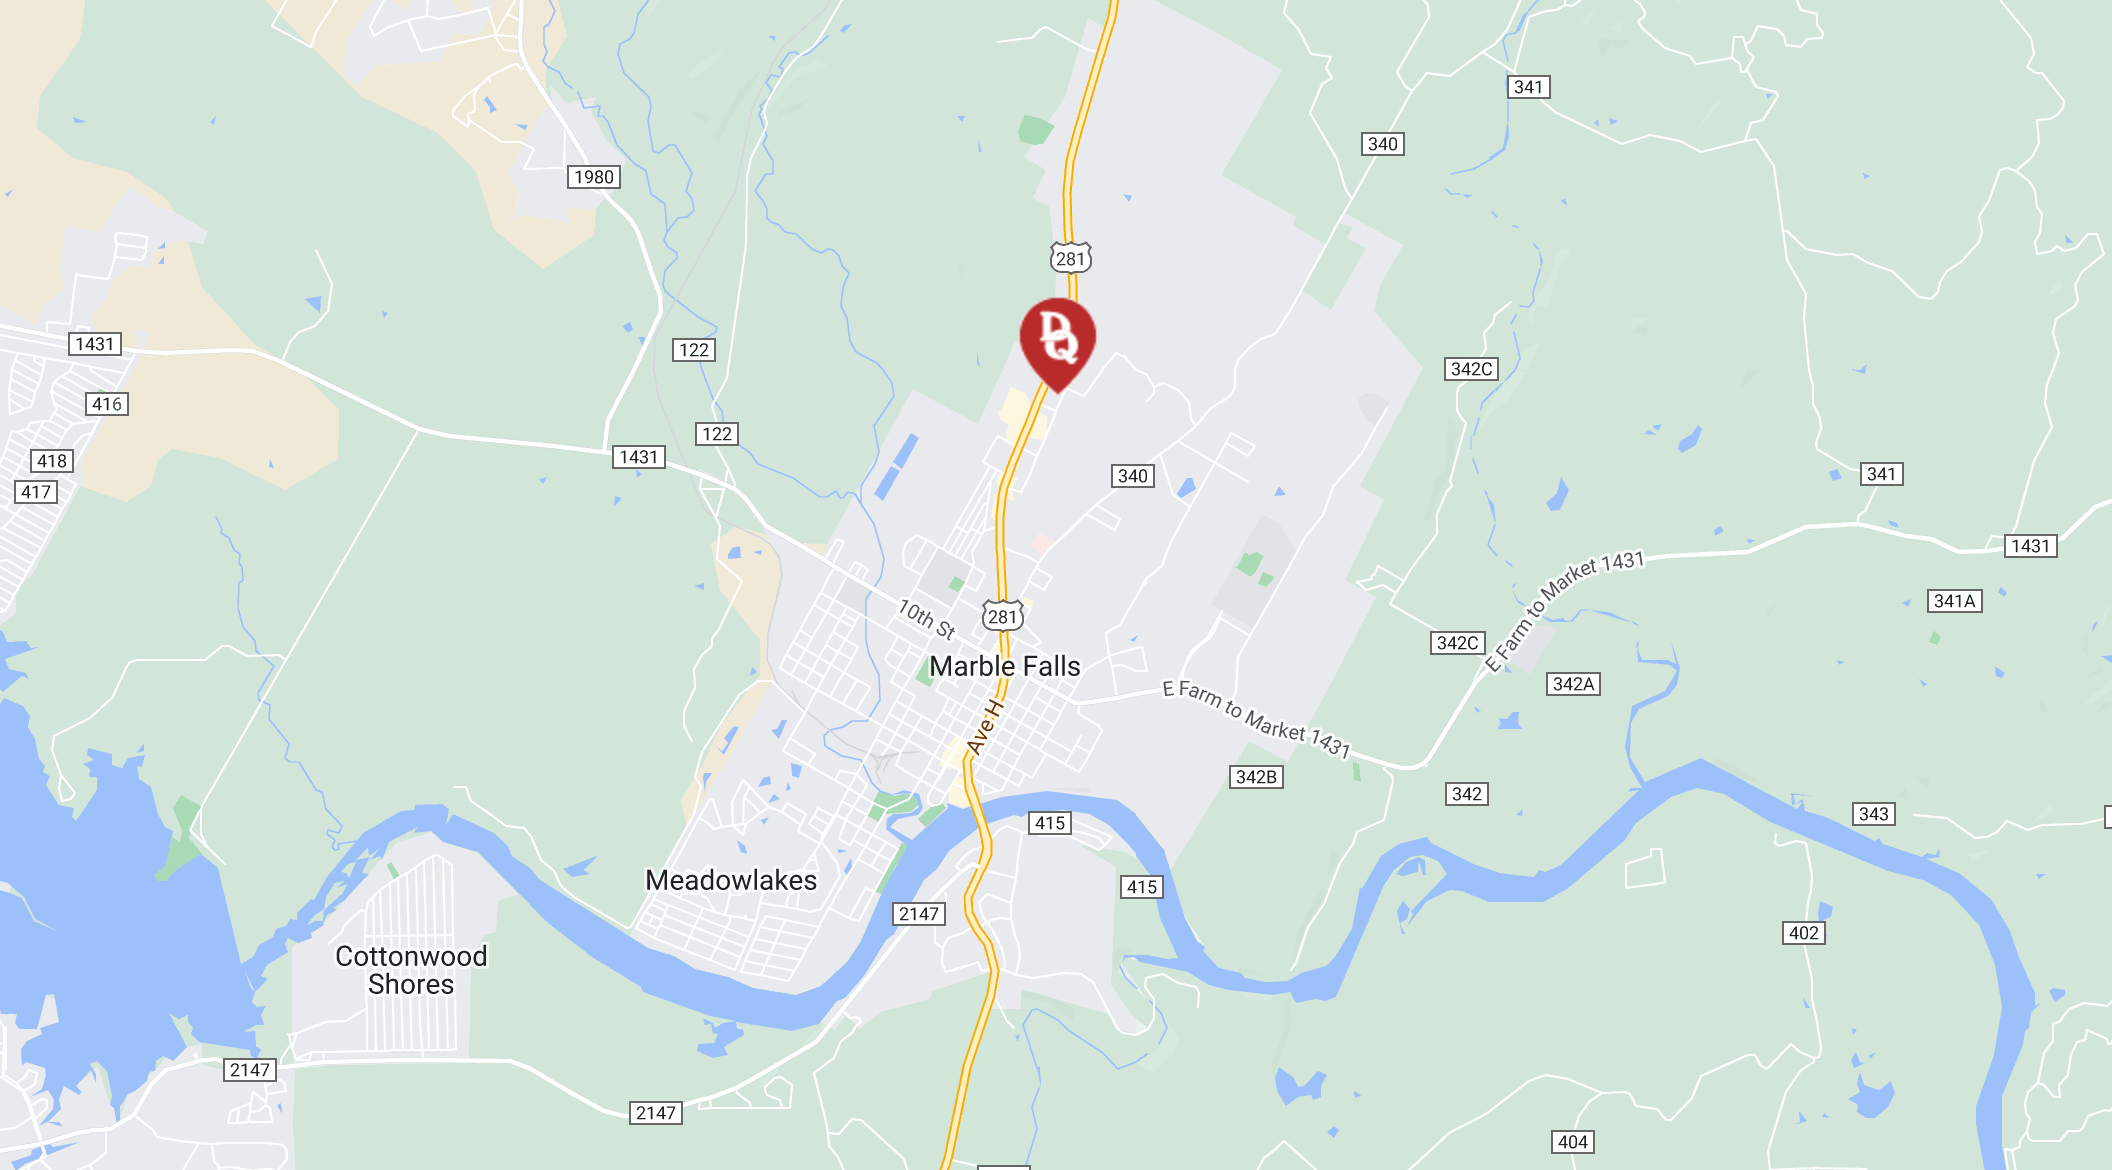 341
340
1980
281
DQ
1431
122
342C
416
122
1431
418
340
341
417
1431
E Farm to Market 1431
341A
10th St
281
342C
Marble Falls
342A
E Farm to Market 1431
Ave H
342B
342
343
415
Meadowlakes
415
2147
402
Cottonwood
Shores
2147
2147
404